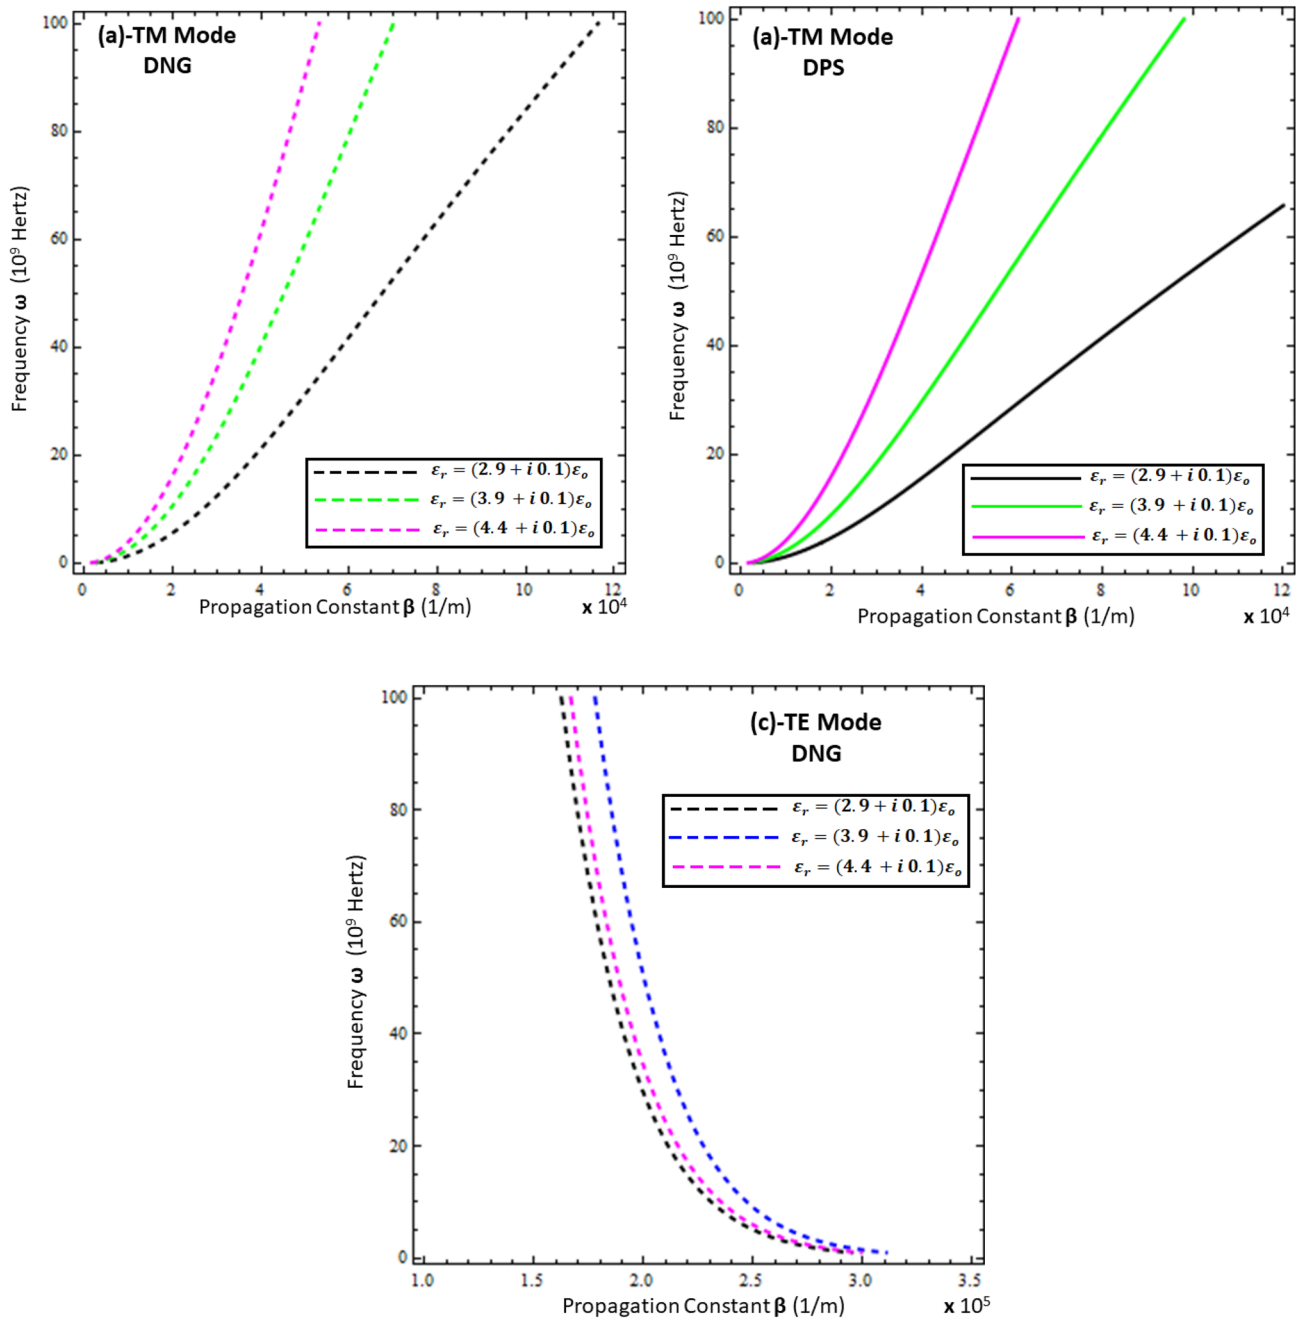 (a)-TM Mode
DNG
100
80
60
40
20
0
Frequency ω (10⁹ Hertz)
εᵣ = (2.9 + i 0.1)εₒ
εᵣ = (3.9 + i 0.1)εₒ
εᵣ = (4.4 + i 0.1)εₒ
0 2 4 6 8 10 12
Propagation Constant β (1/m) x 10⁴
(a)-TM Mode
DPS
100
80
60
40
20
0
Frequency ω (10⁹ Hertz)
εᵣ = (2.9 + i 0.1)εₒ
εᵣ = (3.9 + i 0.1)εₒ
εᵣ = (4.4 + i 0.1)εₒ
0 2 4 6 8 10 12
Propagation Constant β (1/m) x 10⁴
(c)-TE Mode
DNG
100
80
60
40
20
0
Frequency ω (10⁹ Hertz)
εᵣ = (2.9 + i 0.1)εₒ
εᵣ = (3.9 + i 0.1)εₒ
εᵣ = (4.4 + i 0.1)εₒ
1.0 1.5 2.0 2.5 3.0 3.5
Propagation Constant β (1/m) x 10⁵